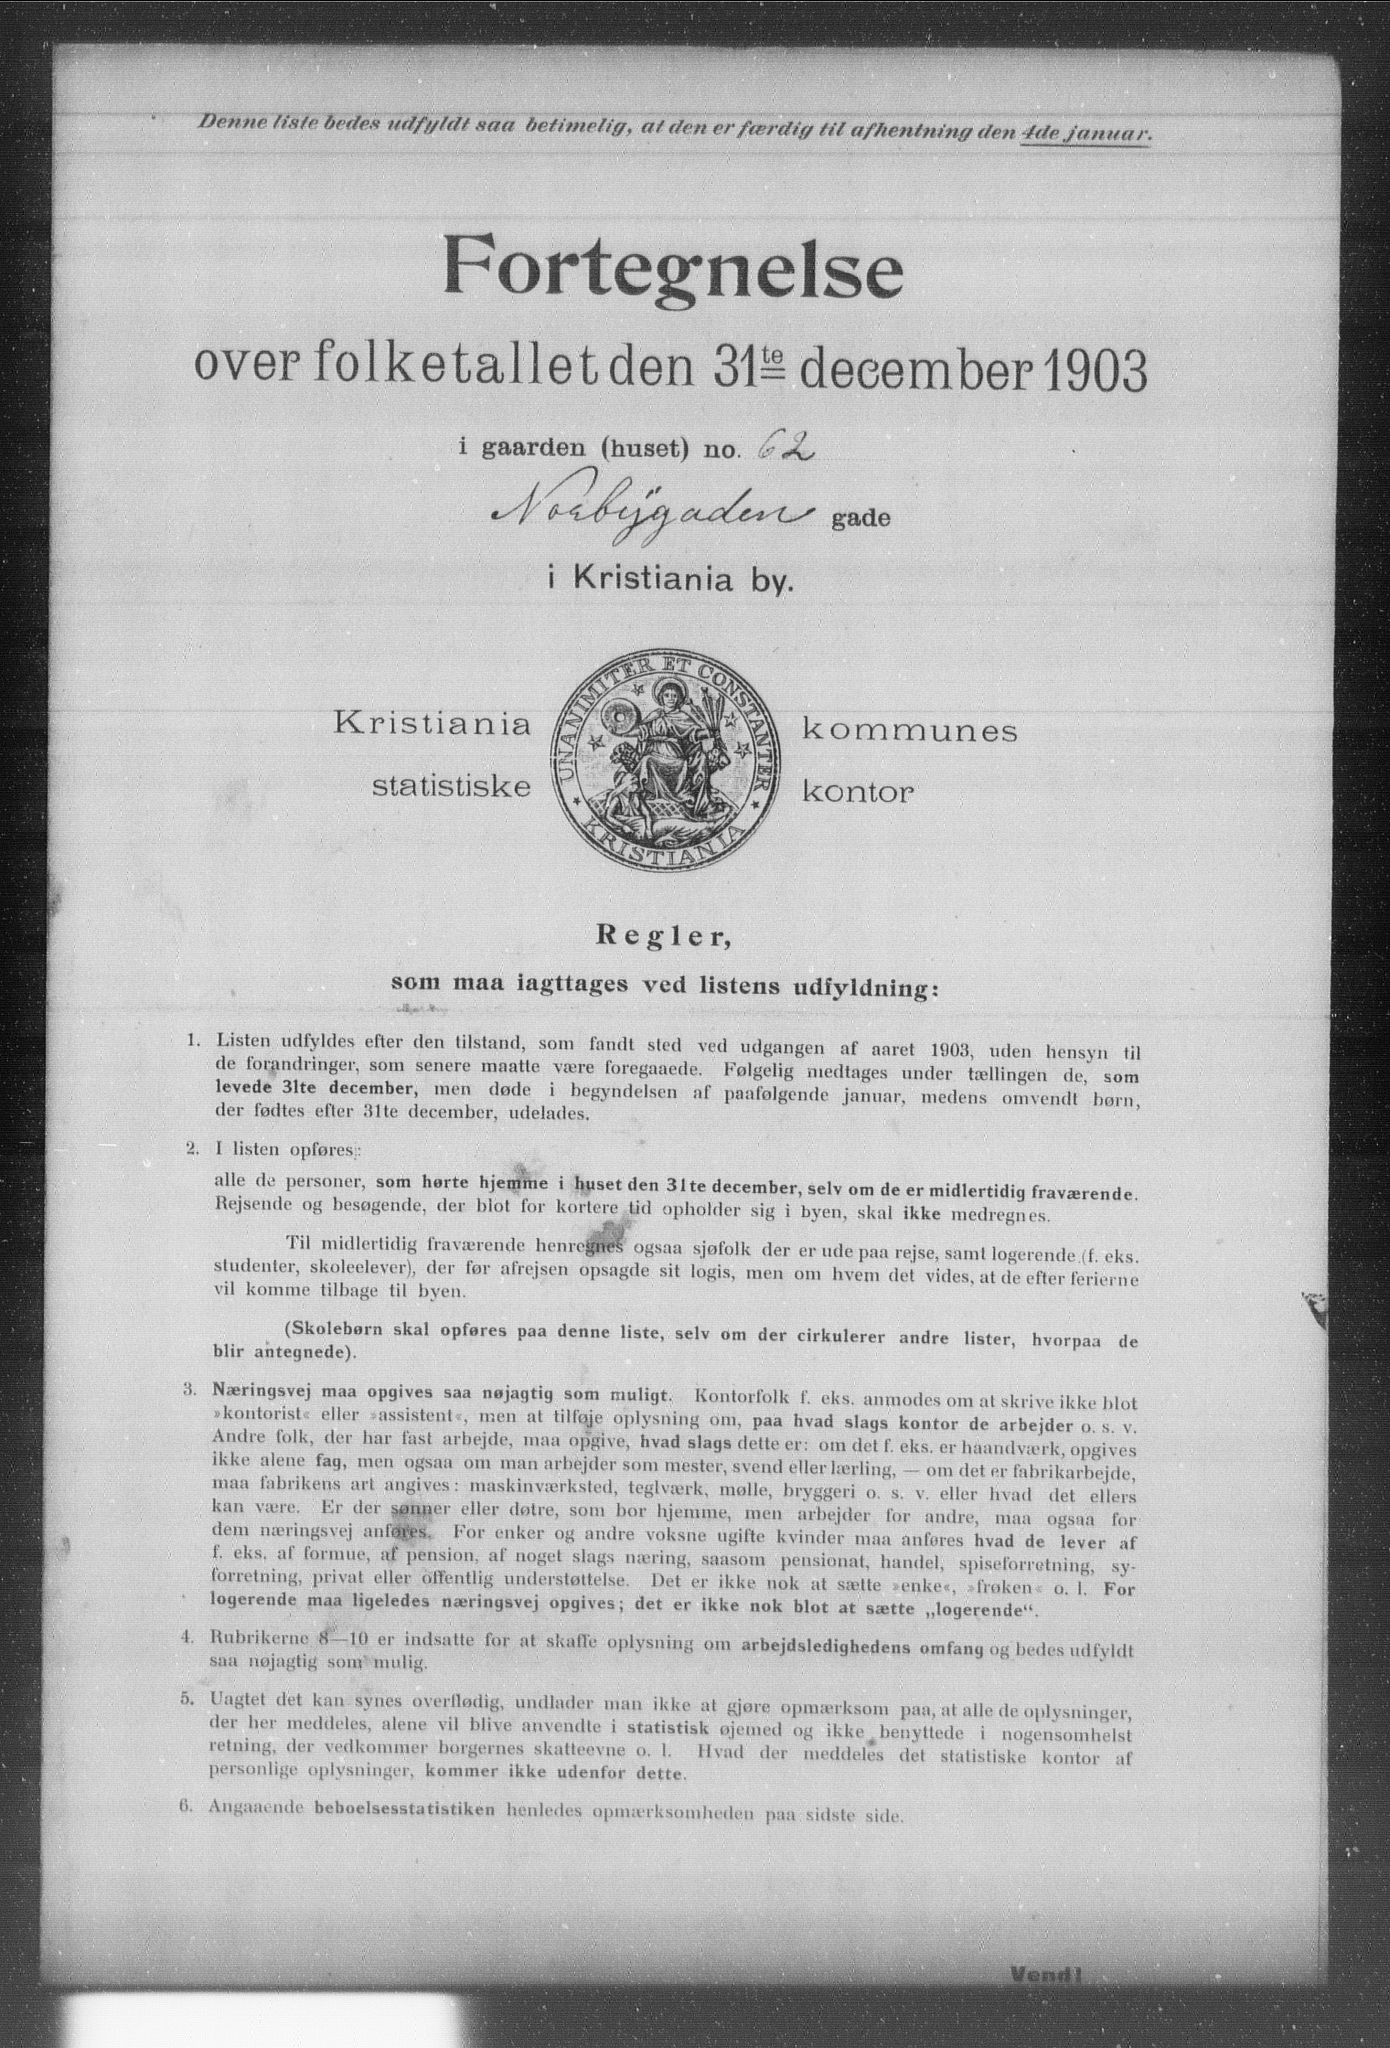 Denne liste bedes udfyldt saa betimelig, at den er færdig til afhentning den 4de januar.
Fortegnelse
over folketallet den 31te december 1903
i gaarden (huset) no. 62
Norbÿgaden gade
i Kristiania by.
Kristiania kommunes
statistiske kontor
UNANIMITER ET CONSTANTER
KRISTIANIA
Regler,
som maa iagttages ved listens udfyldning:
1. Listen udfyldes efter den tilstand, som fandt sted ved udgangen af aaret 1903, uden hensyn til
de forandringer, som senere maatte være foregaaede. Følgelig medtages under tællingen de, som
levede 31te december, men døde i begyndelsen af paafølgende januar, medens omvendt børn,
der fødtes efter 31te december, udelades.
2. I listen opføres:
alle de personer, som hørte hjemme i huset den 31te december, selv om de er midlertidig fraværende.
Rejsende og besøgende, der blot for kortere tid opholder sig i byen, skal ikke medregnes.
Til midlertidig fraværende henregnes ogsaa sjøfolk der er ude paa rejse, samt logerende (f. eks.
studenter, skoleelever), der før afrejsen opsagde sit logis, men om hvem det vides, at de efter ferierne
vil komme tilbage til byen.
(Skolebørn skal opføres paa denne liste, selv om der cirkulerer andre lister, hvorpaa de
blir antegnede).
3. Næringsvej maa opgives saa nøjagtig som muligt. Kontorfolk f. eks. anmodes om at skrive ikke blot
»kontorist« eller »assistent«, men at tilføje oplysning om, paa hvad slags kontor de arbejder o. s. v.
Andre folk, der har fast arbejde, maa opgive, hvad slags dette er: om det f. eks. er haandværk, opgives
ikke alene fag, men ogsaa om man arbejder som mester, svend eller lærling, — om det er fabrikarbejde,
maa fabrikens art angives: maskinværksted, teglværk, mølle, bryggeri o. s. v. eller hvad det ellers
kan være. Er der sønner eller døtre, som bor hjemme, men arbejder for andre, maa ogsaa for
dem næringsvej anføres. For enker og andre voksne ugifte kvinder maa anføres hvad de lever af
f. eks. af formue, af pension, af noget slags næring, saasom pensionat, handel, spiseforretning, sy-
forretning, privat eller offentlig understøttelse. Det er ikke nok at sætte »enke«, »frøken« o. l. For
logerende maa ligeledes næringsvej opgives; det er ikke nok blot at sætte „logerende“.
4. Rubrikerne 8—10 er indsatte for at skaffe oplysning om arbejdsledighedens omfang og bedes udfyldt
saa nøjagtig som mulig.
5. Uagtet det kan synes overflødig, undlader man ikke at gjøre opmærksom paa, at alle de oplysninger,
der her meddeles, alene vil blive anvendte i statistisk øjemed og ikke benyttede i nogensomhelst
retning, der vedkommer borgernes skatteevne o. l. Hvad der meddeles det statistiske kontor af
personlige oplysninger, kommer ikke udenfor dette.
6. Angaaende beboelsesstatistiken henledes opmærksomheden paa sidste side.
Vend!